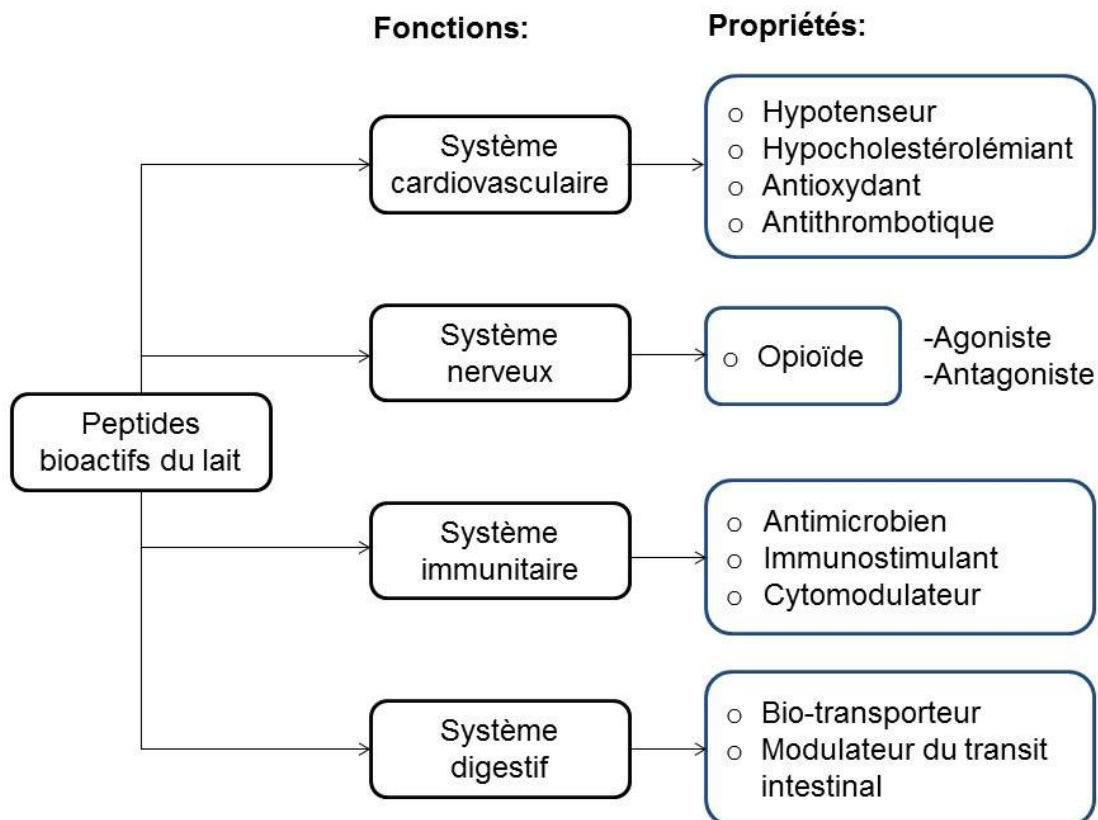 Fonctions:
Propriétés:
Système
cardiovasculaire
o Hypotenseur
o Hypocholestérolémiant
o Antioxydant
o Antithrombotique
Système
nerveux
o Opioïde
-Agoniste
-Antagoniste
Peptides
bioactifs du lait
Système
immunitaire
o Antimicrobien
o Immunostimulant
o Cytomodulateur
Système
digestif
o Bio-transporteur
o Modulateur du transit
intestinal